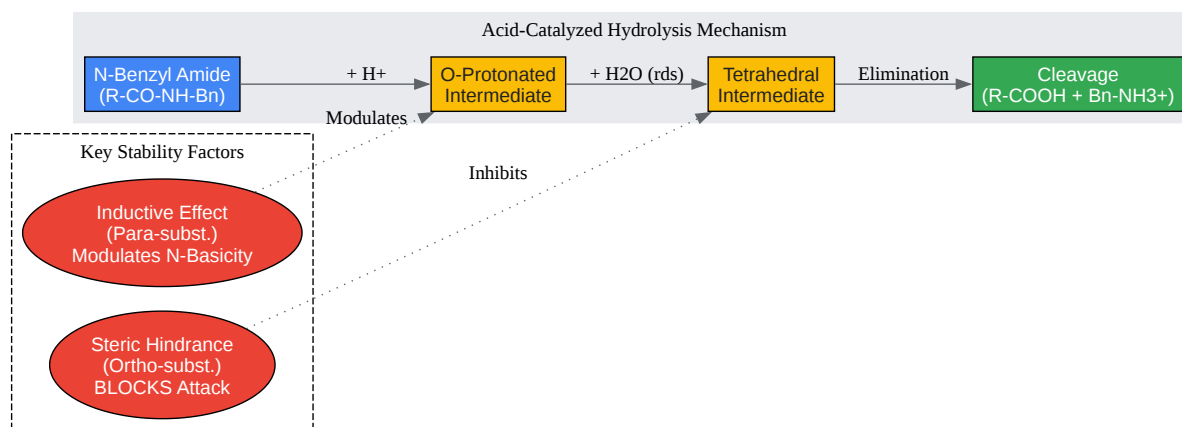 Acid-Catalyzed Hydrolysis Mechanism
N-Benzyl Amide
(R-CO-NH-Bn)
+ H+
O-Protonated
Intermediate
+ H2O (rds)
Tetrahedral
Intermediate
Elimination
Cleavage
(R-COOH + Bn-NH3+)
Modulates
Inhibits
Key Stability Factors
Inductive Effect
(Para-subst.)
Modulates N-Basicity
Steric Hindrance
(Ortho-subst.)
BLOCKS Attack